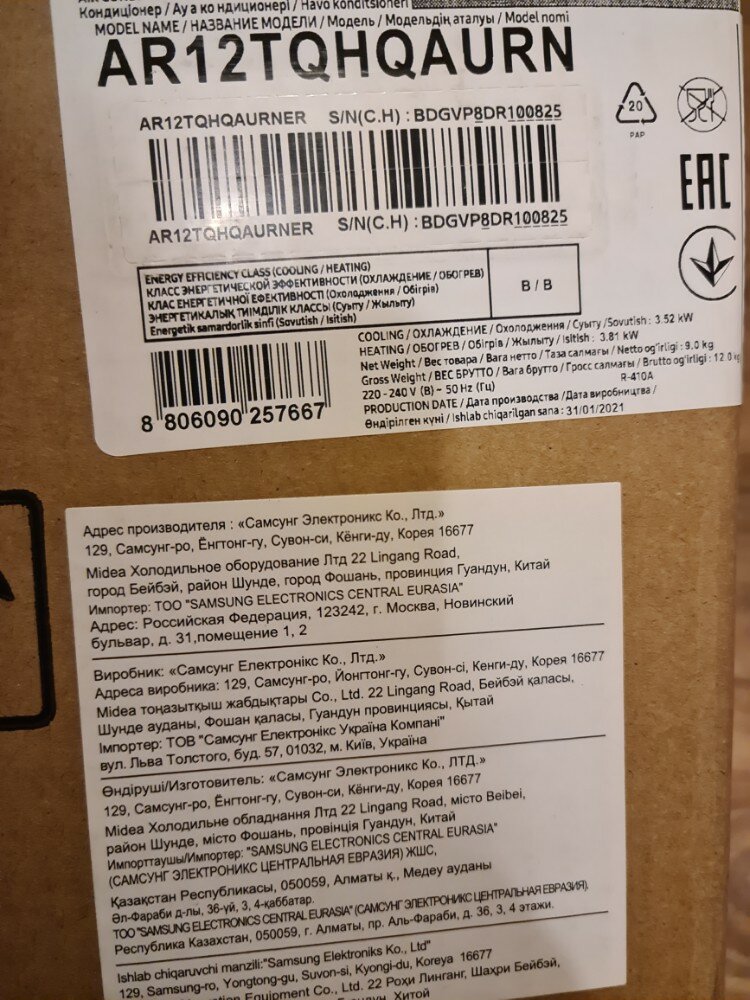 Кондиціонер / Ауа кондиционері / Havo konditsioneri
MODEL NAME / НАЗВАНИЕ МОДЕЛИ / Модель / Модельдің аталуы / Model nomi
AR12TQHQAURN
AR12TQHQAURNER S/N(C.H) : BDGVP8DR100825
AR12TQHQAURNER S/N(C.H) : BDGVP8DR100825
20
PAP
EAC
ENERGY EFFICIENCY CLASS (COOLING / HEATING)
КЛАСС ЭНЕРГЕТИЧЕСКОЙ ЭФФЕКТИВНОСТИ (ОХЛАЖДЕНИЕ / ОБОГРЕВ)
КЛАС ЕНЕРГЕТИЧНОЇ ЕФЕКТИВНОСТІ (Охолодження / Обігрів)
ЭНЕРГЕТИКАЛЫҚ ТИІМДІЛІК КЛАССЫ (Суыту / Жылыту)
Energetik samardorlik sinfi (Sovutish / Isitish)
B / B
COOLING / ОХЛАЖДЕНИЕ / Охолодження / Суыту /Sovutish : 3.52 kW
HEATING / ОБОГРЕВ / Обігрів / Жылыту / Isitish : 3.81 kW
Net Weight / Вес товара / Вага нетто / Таза салмағы / Netto og'irligi : 9.0 kg
Gross Weight / ВЕС БРУТТО / Вага брутто / Гросс салмағы / Brutto og'irligi : 12.0 kg
220 - 240 V (В) ~ 50 Hz (Гц) R-410A
PRODUCTION DATE / Дата производства /Дата виробництва /
Өндірілген күні / Ishlab chiqarilgan sana : 31/01/2021
8 806090 257667
Адрес производителя : «Самсунг Электроникс Ко., Лтд.»
129, Самсунг-ро, Ёнгтонг-гу, Сувон-си, Кёнги-ду, Корея 16677
Midea Холодильное оборудование Лтд 22 Lingang Road,
город Бейбэй, район Шунде, город Фошань, провинция Гуандун, Китай
Импортер: ТОО "SAMSUNG ELECTRONICS CENTRAL EURASIA"
Адрес: Российская Федерация, 123242, г. Москва, Новинский
бульвар, д. 31,помещение 1, 2
Виробник: «Самсунг Електронікс Ко., Лтд.»
Адреса виробника: 129, Самсунг-ро, Йонгтонг-гу, Сувон-сі, Кенги-ду, Корея 16677
Midea тоңазытқыш жабдықтары Co., Ltd. 22 Lingang Road, Бейбэй қаласы,
Шунде ауданы, Фошан қаласы, Гуандун провинциясы, Қытай
Імпортер: ТОВ "Самсунг Електронікс Україна Компані"
вул. Льва Толстого, буд. 57, 01032, м. Київ, Україна
Өндіруші/Изготовитель: «Самсунг Электроникс Ко., ЛТД.»
129, Самсунг-ро, Ёнгтонг-гу, Сувон-си, Кёнги-ду, Корея 16677
Midea Холодильне обладнання Лтд 22 Lingang Road, місто Beibei,
район Шунде, місто Фошань, провінція Гуандун, Китай
Импорттаушы/Импортер: "SAMSUNG ELECTRONICS CENTRAL EURASIA"
(САМСУНГ ЭЛЕКТРОНИКС ЦЕНТРАЛЬНАЯ ЕВРАЗИЯ) ЖШС,
Қазақстан Республикасы, 050059, Алматы қ., Медеу ауданы
Әл-Фараби д-лы, 36-үй, 3, 4-қаббатар.
ТОО "SAMSUNG ELECTRONICS CENTRAL EURASIA" (САМСУНГ ЭЛЕКТРОНИКС ЦЕНТРАЛЬНАЯ ЕВРАЗИЯ).
Республика Казахстан, 050059, г. Алматы, пр. Аль-Фараби, д. 36, 3, 4 этажи.
Ishlab chiqaruvchi manzili:"Samsung Elektroniks Ko., Ltd"
129, Samsung-ro, Yongtong-gu, Suvon-si, Kyongi-du, Koreya 16677
Equipment Co., Ltd. 22 Роҳи Лингanг, Шаҳри Бейбэй,
Гуандун, Хитой